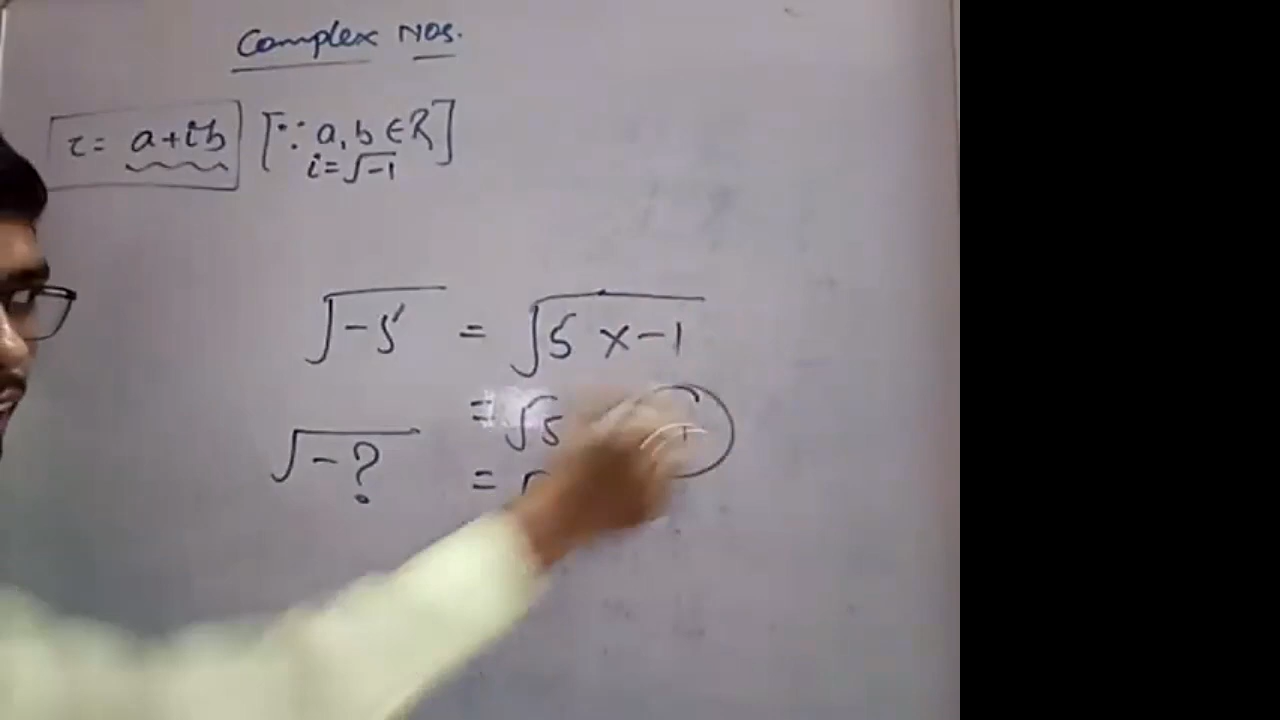 Complex Nos.
z = a+ib [∵ a, b ∈ R]
i = √-1
√-5 = √5 x -1
= √5
√-? =